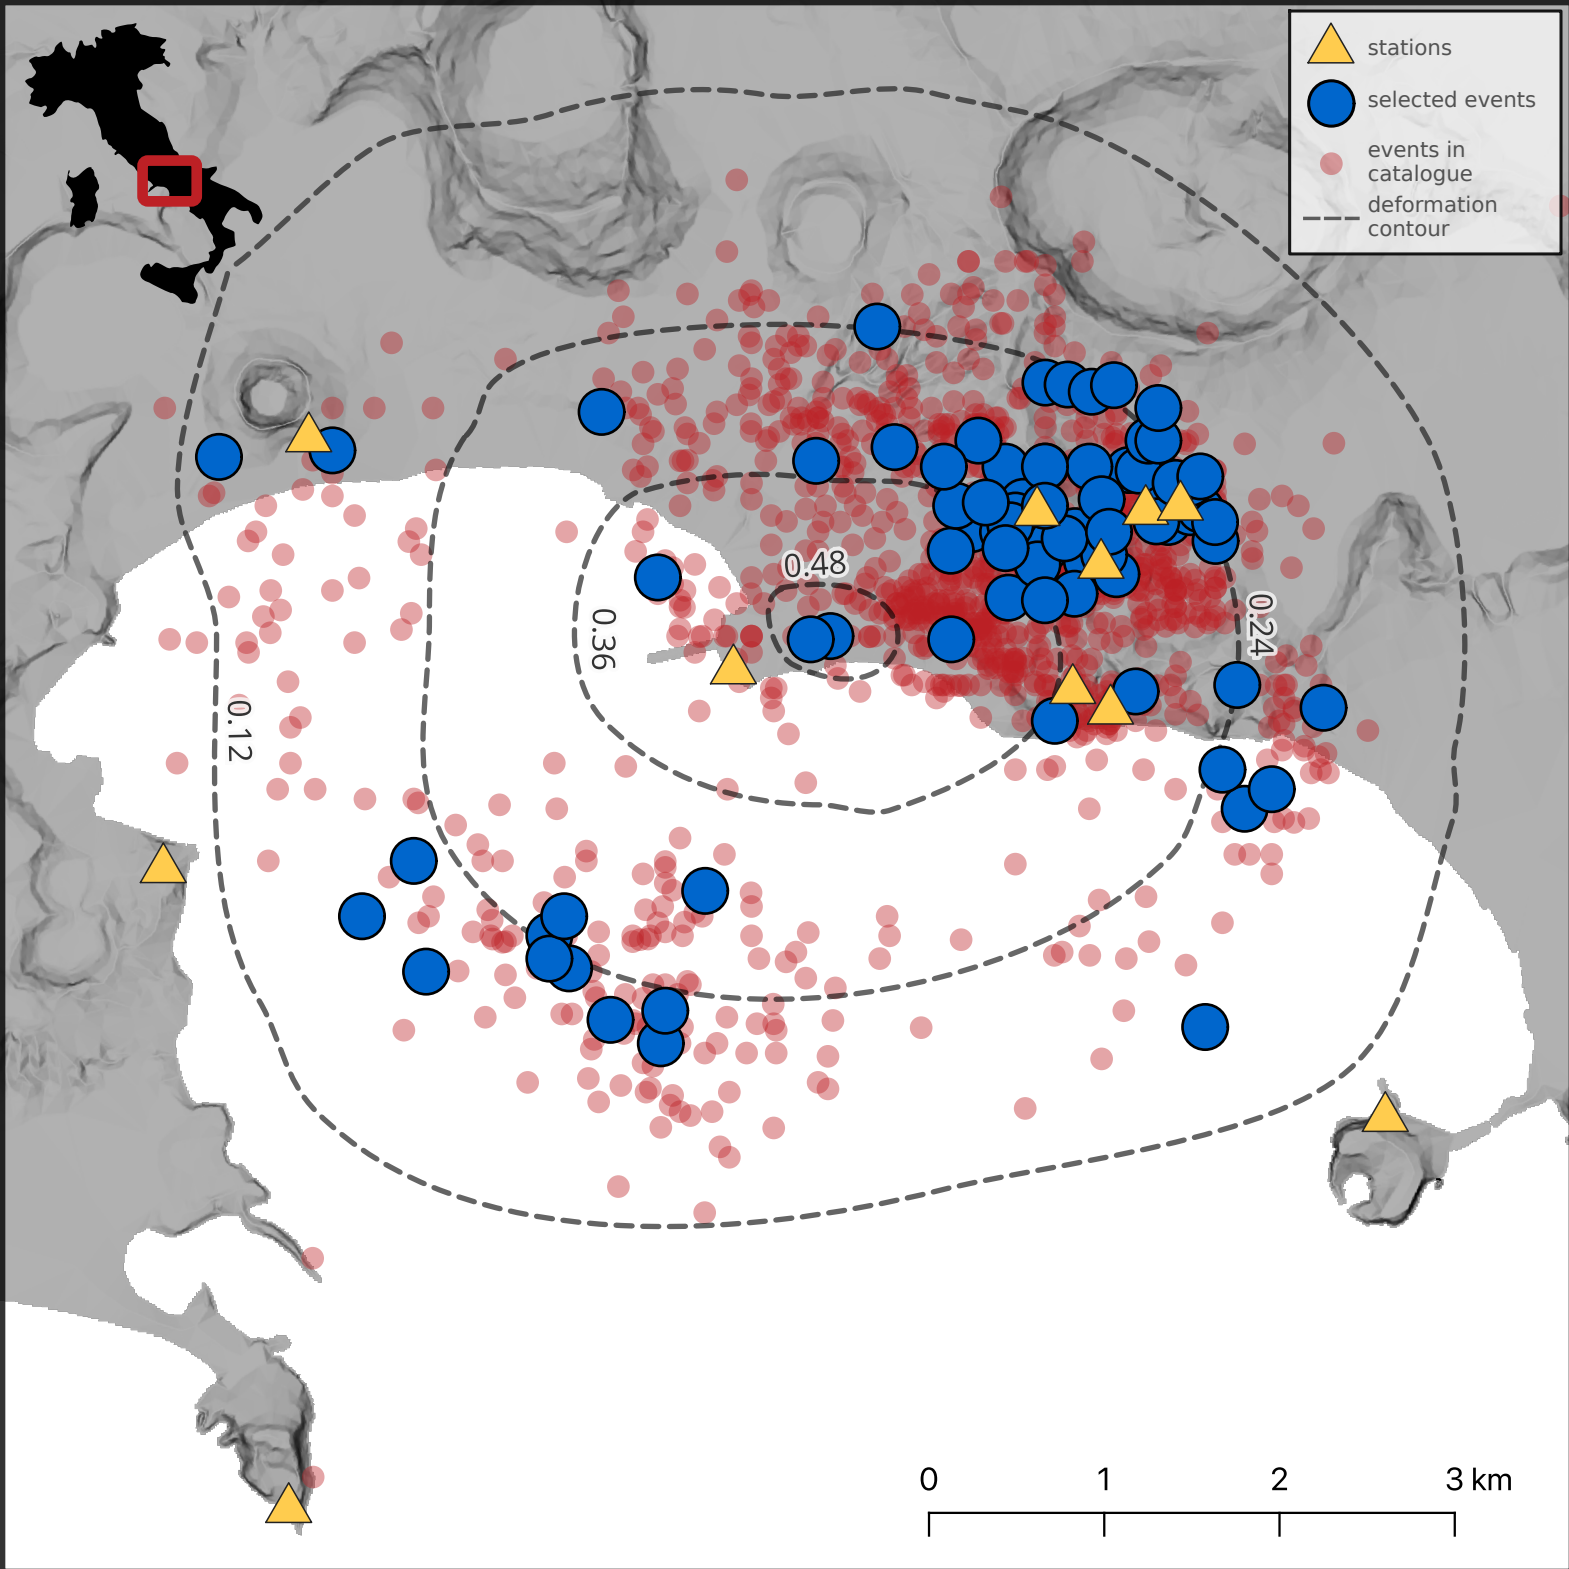 stations
selected events
events in
catalogue
deformation
contour
0.48
0.36
0.24
0.12
0 1 2 3 km